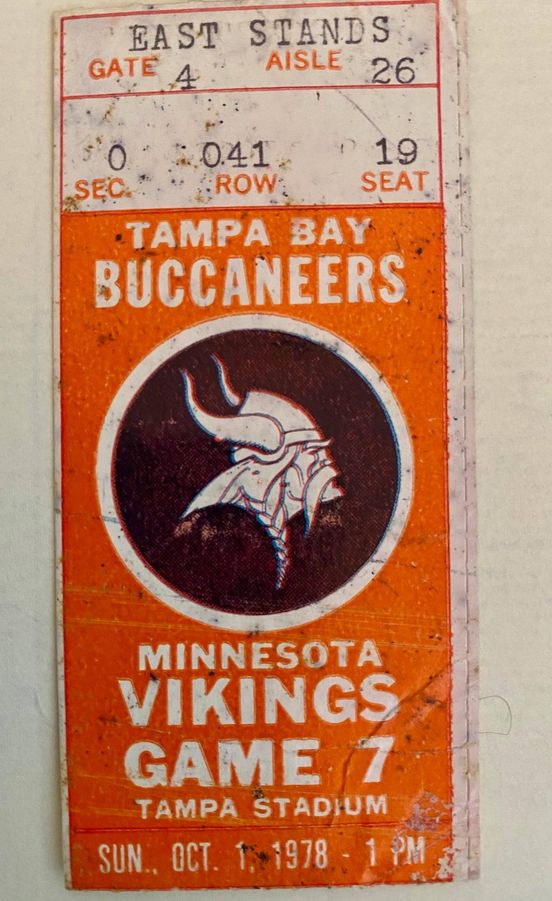 EAST STANDS
GATE 4 AISLE 26
0 041 19
SEC. ROW SEAT
TAMPA BAY
BUCCANEERS
MINNESOTA
VIKINGS
GAME 7
TAMPA STADIUM
SUN., OCT. 1, 1978 - 1 PM